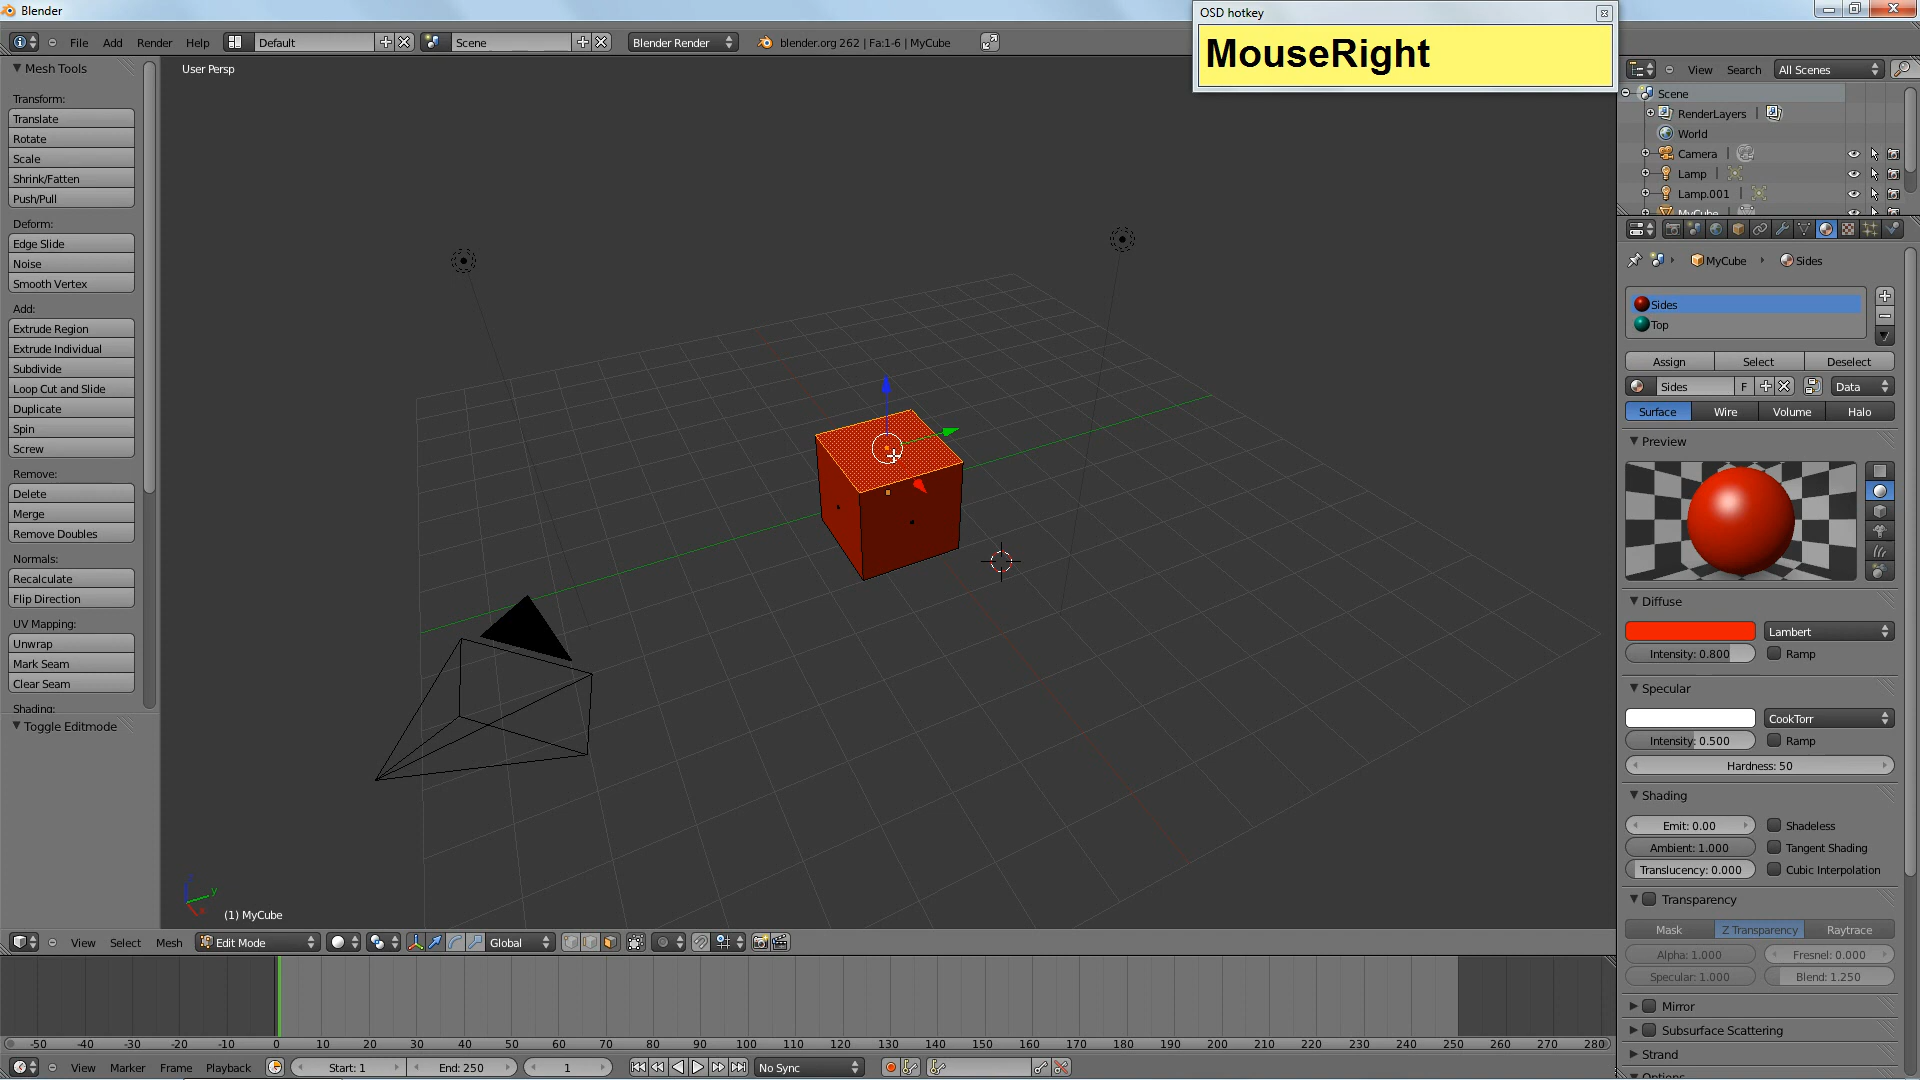 Blender
OSD hotkey
MouseRight
File Add Render Help Default Scene Blender Render blender.org 262 | Fa:1-6 | MyCube
Mesh Tools
Transform:
Translate
Rotate
Scale
Shrink/Fatten
Push/Pull
Deform:
Edge Slide
Noise
Smooth Vertex
Add:
Extrude Region
Extrude Individual
Subdivide
Loop Cut and Slide
Duplicate
Spin
Screw
Remove:
Delete
Merge
Remove Doubles
Normals:
Recalculate
Flip Direction
UV Mapping:
Unwrap
Mark Seam
Clear Seam
Shading:
Toggle Editmode
User Persp
z
y
x
(1) MyCube
View Select Mesh Edit Mode Global
-50 -40 -30 -20 -10 0 10 20 30 40 50 60 70 80 90 100 110 120 130 140 150 160 170 180 190 200 210 220 230 240 250 260 270 280
View Marker Frame Playback Start: 1 End: 250 1 No Sync
View Search All Scenes
Scene
RenderLayers
World
Camera
Lamp
Lamp.001
MyCube
MyCube Sides
Sides
Top
Assign Select Deselect
Sides F Data
Surface Wire Volume Halo
Preview
Diffuse
Lambert
Intensity: 0.800 Ramp
Specular
CookTorr
Intensity: 0.500 Ramp
Hardness: 50
Shading
Emit: 0.00 Shadeless
Ambient: 1.000 Tangent Shading
Translucency: 0.000 Cubic Interpolation
Transparency
Mask Z Transparency Raytrace
Alpha: 1.000 Fresnel: 0.000
Specular: 1.000 Blend: 1.250
Mirror
Subsurface Scattering
Strand
Options